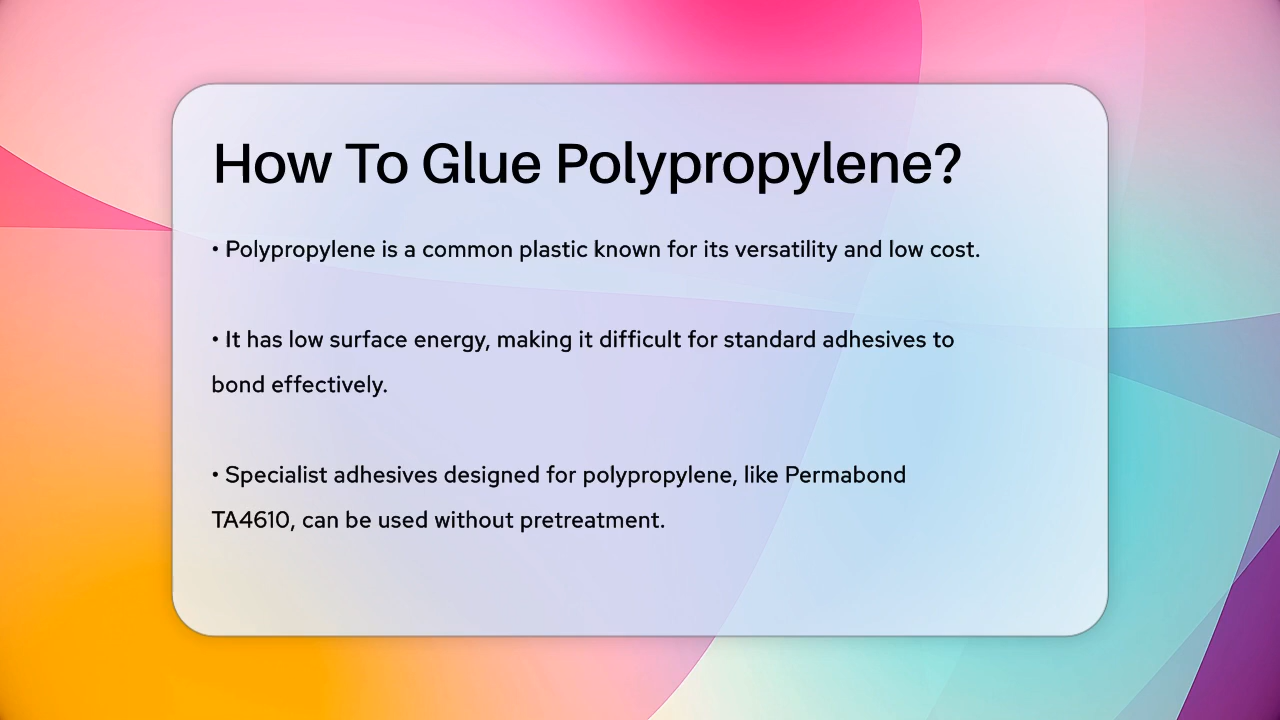 How To Glue Polypropylene?
• Polypropylene is a common plastic known for its versatility and low cost.
• It has low surface energy, making it difficult for standard adhesives to
bond effectively.
• Specialist adhesives designed for polypropylene, like Permabond
TA4610, can be used without pretreatment.